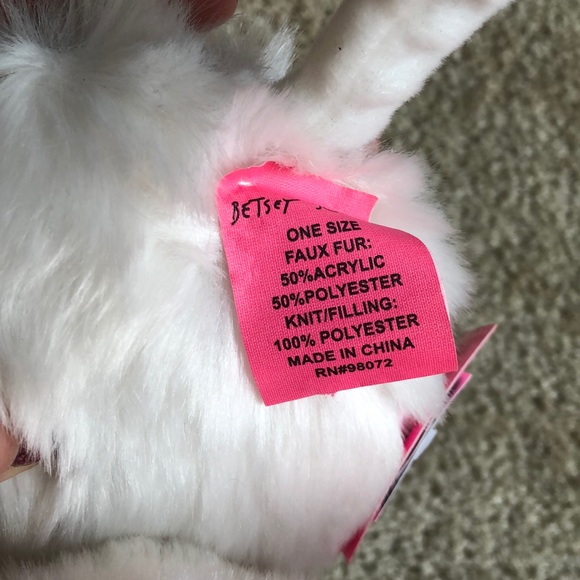 BETSEY
ONE SIZE
FAUX FUR:
50%ACRYLIC
50%POLYESTER
KNIT/FILLING:
100% POLYESTER
MADE IN CHINA
RN#98072